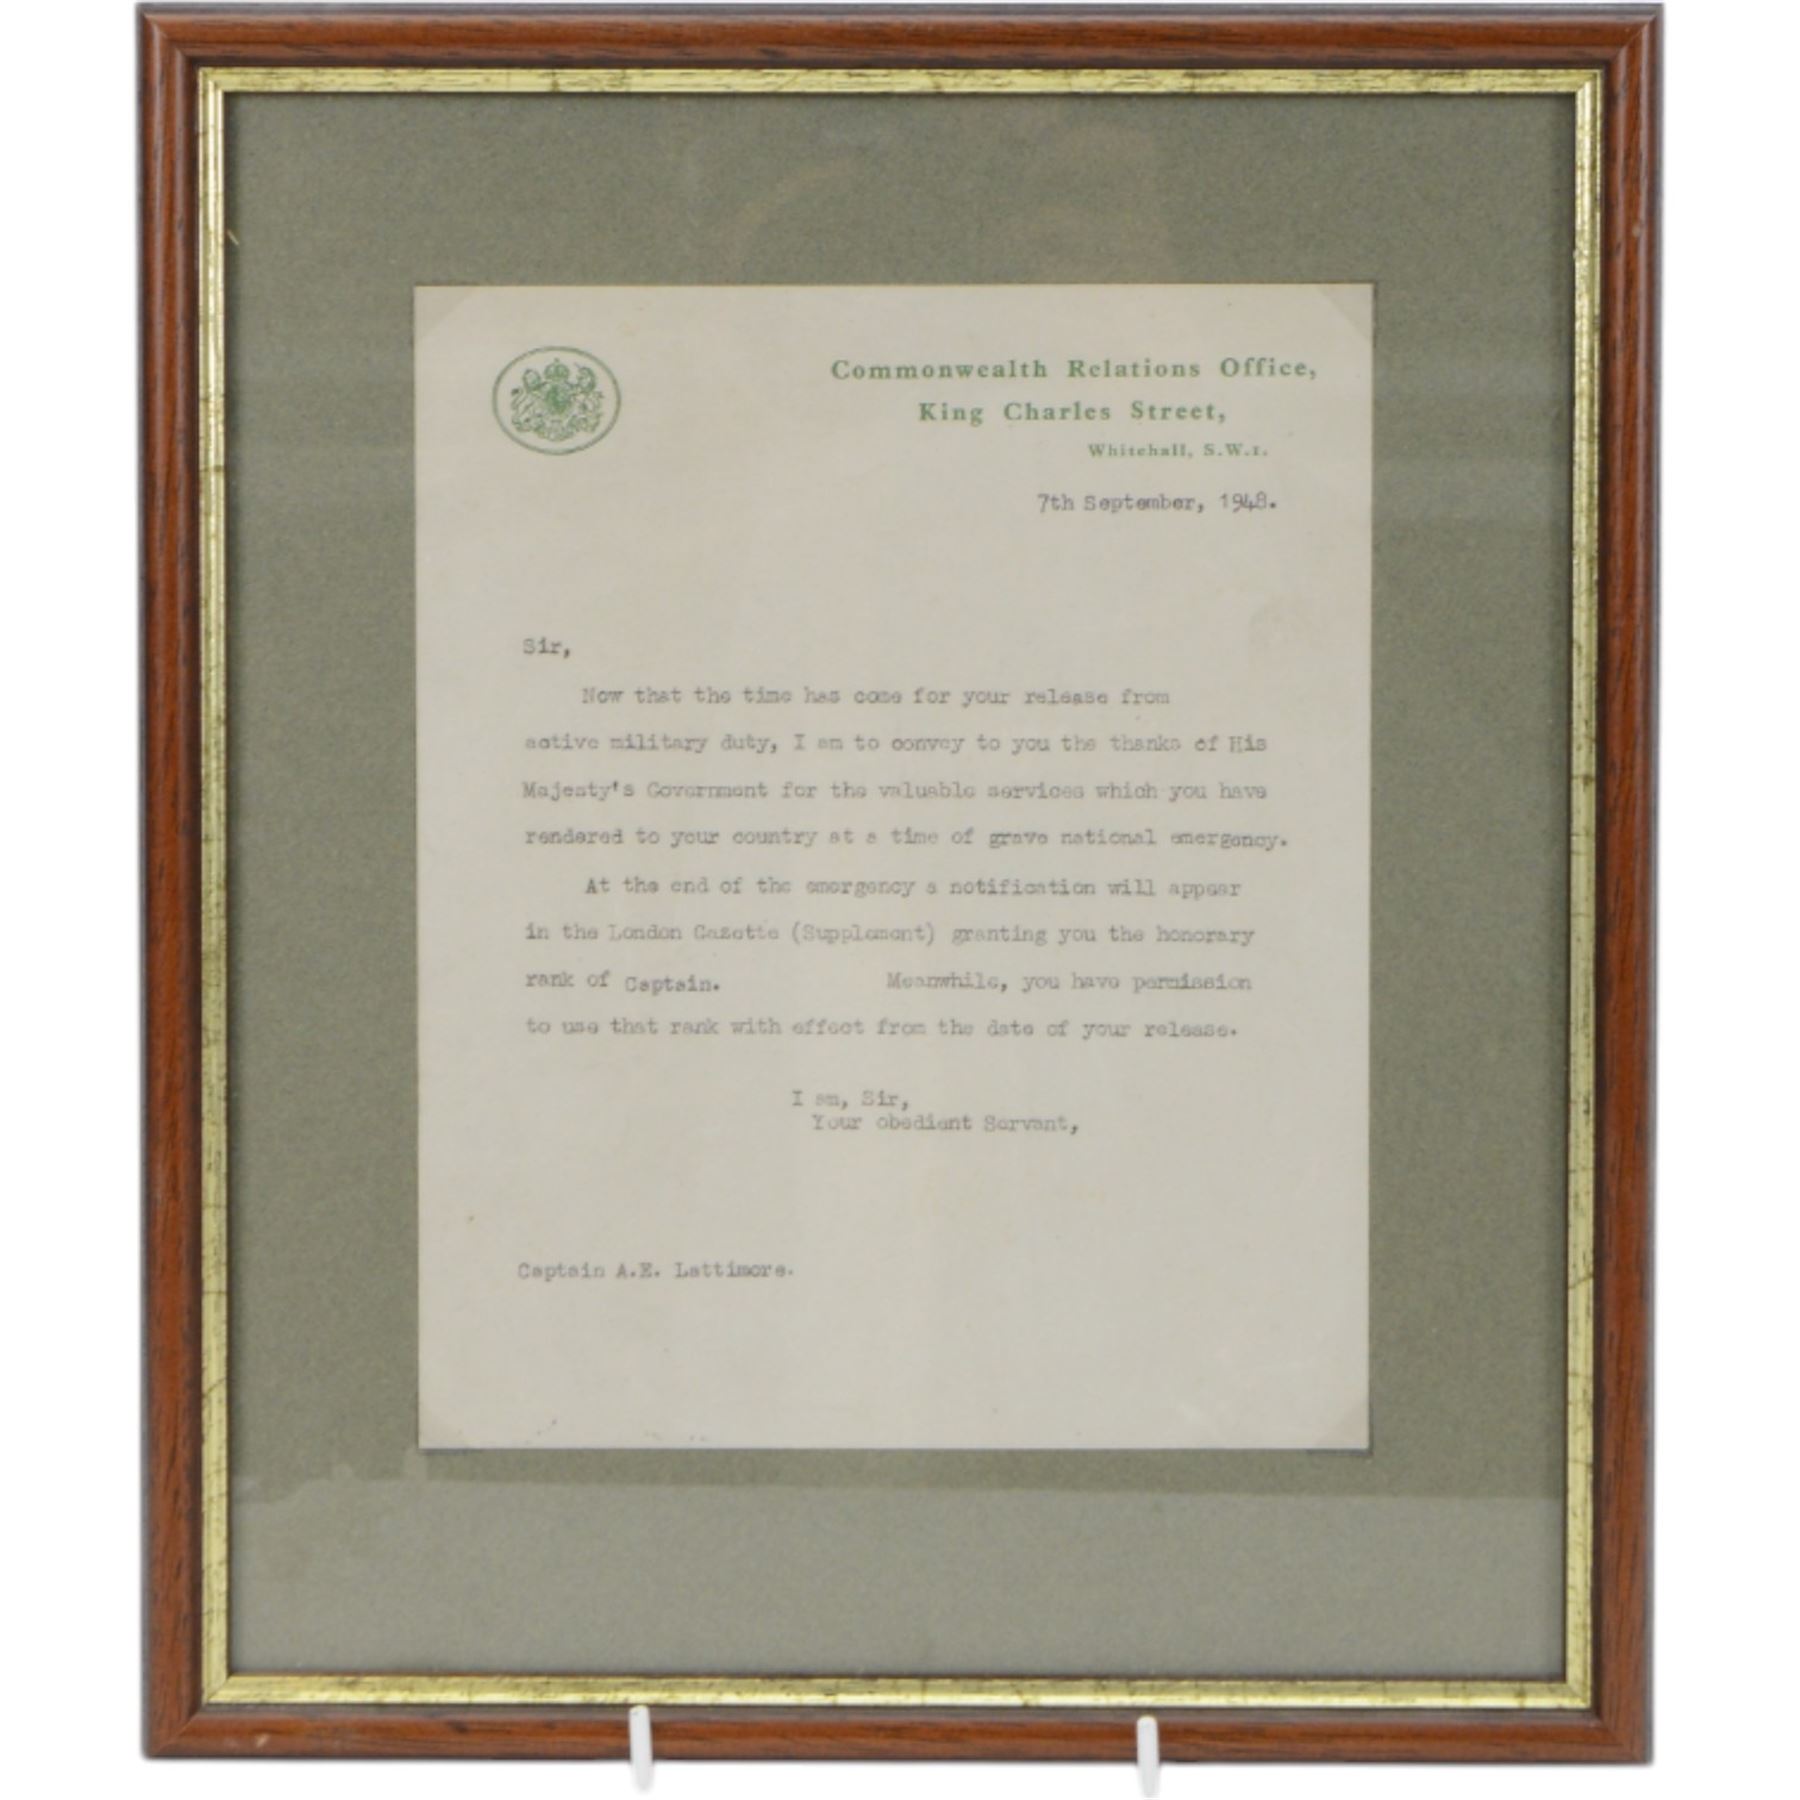 Commonwealth Relations Office,
King Charles Street,
Whitehall, S.W.1.
7th September, 1948.
Sir,
Now that the time has come for your release from
active military duty, I am to convey to you the thanks of His
Majesty's Government for the valuable services which you have
rendered to your country at a time of grave national emergency.
At the end of the emergency a notification will appear
in the London Gazette (Supplement) granting you the honorary
rank of Captain. Meanwhile, you have permission
to use that rank with effect from the date of your release.
I am, Sir,
Your obedient Servant,
Captain A.E. Lattimore.